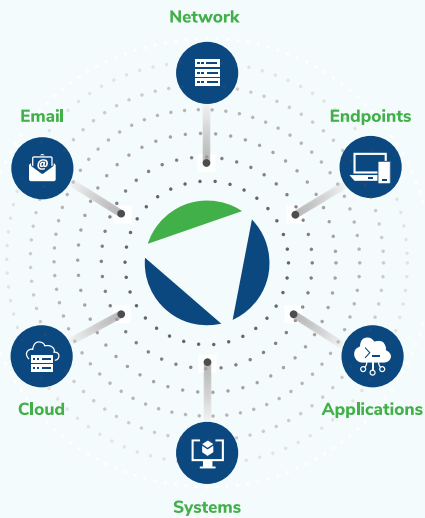 Network
Email
Endpoints
Cloud
Applications
Systems